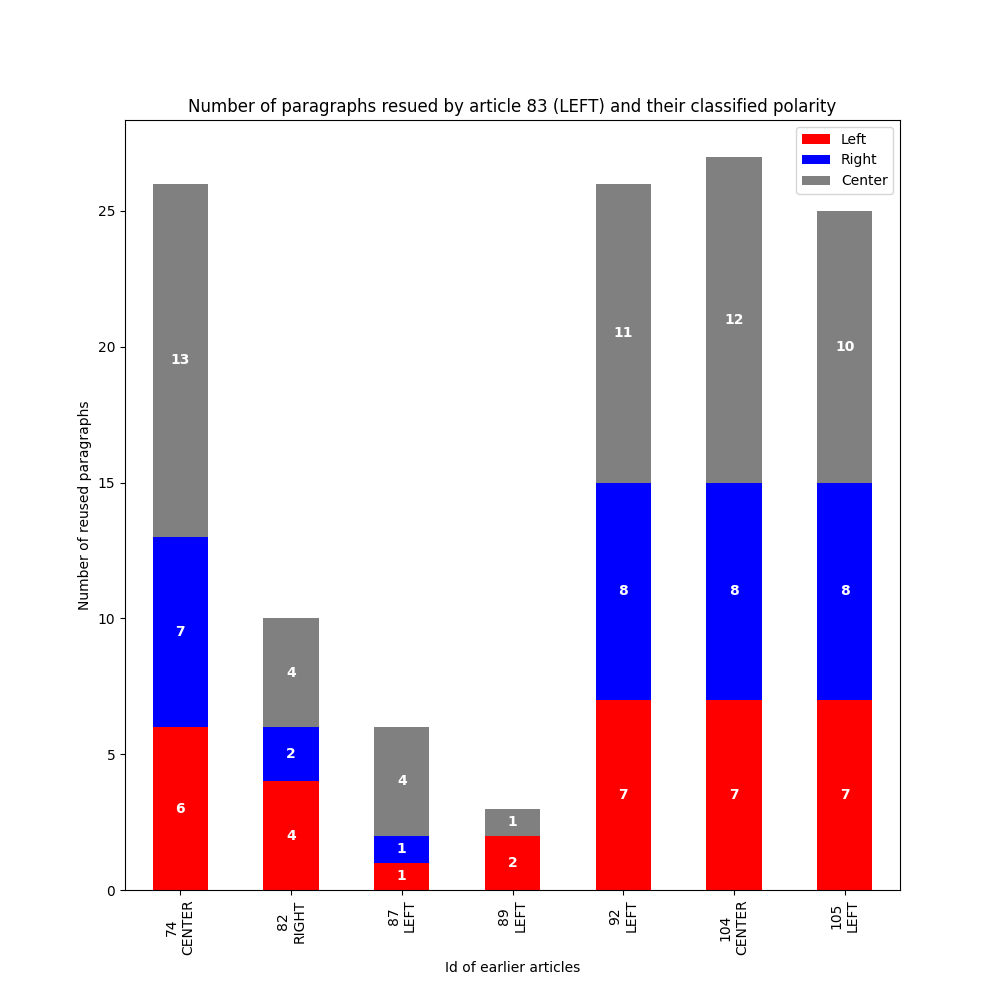 Number of paragraphs resued by article 83 (LEFT) and their classified polarity
Left
Right
Center
25
20
15
10
5
0
Number of reused paragraphs
13
7
6
4
2
4
4
1
1
1
2
11
8
7
12
8
7
10
8
7
74
CENTER
82
RIGHT
87
LEFT
89
LEFT
92
LEFT
104
CENTER
105
LEFT
Id of earlier articles